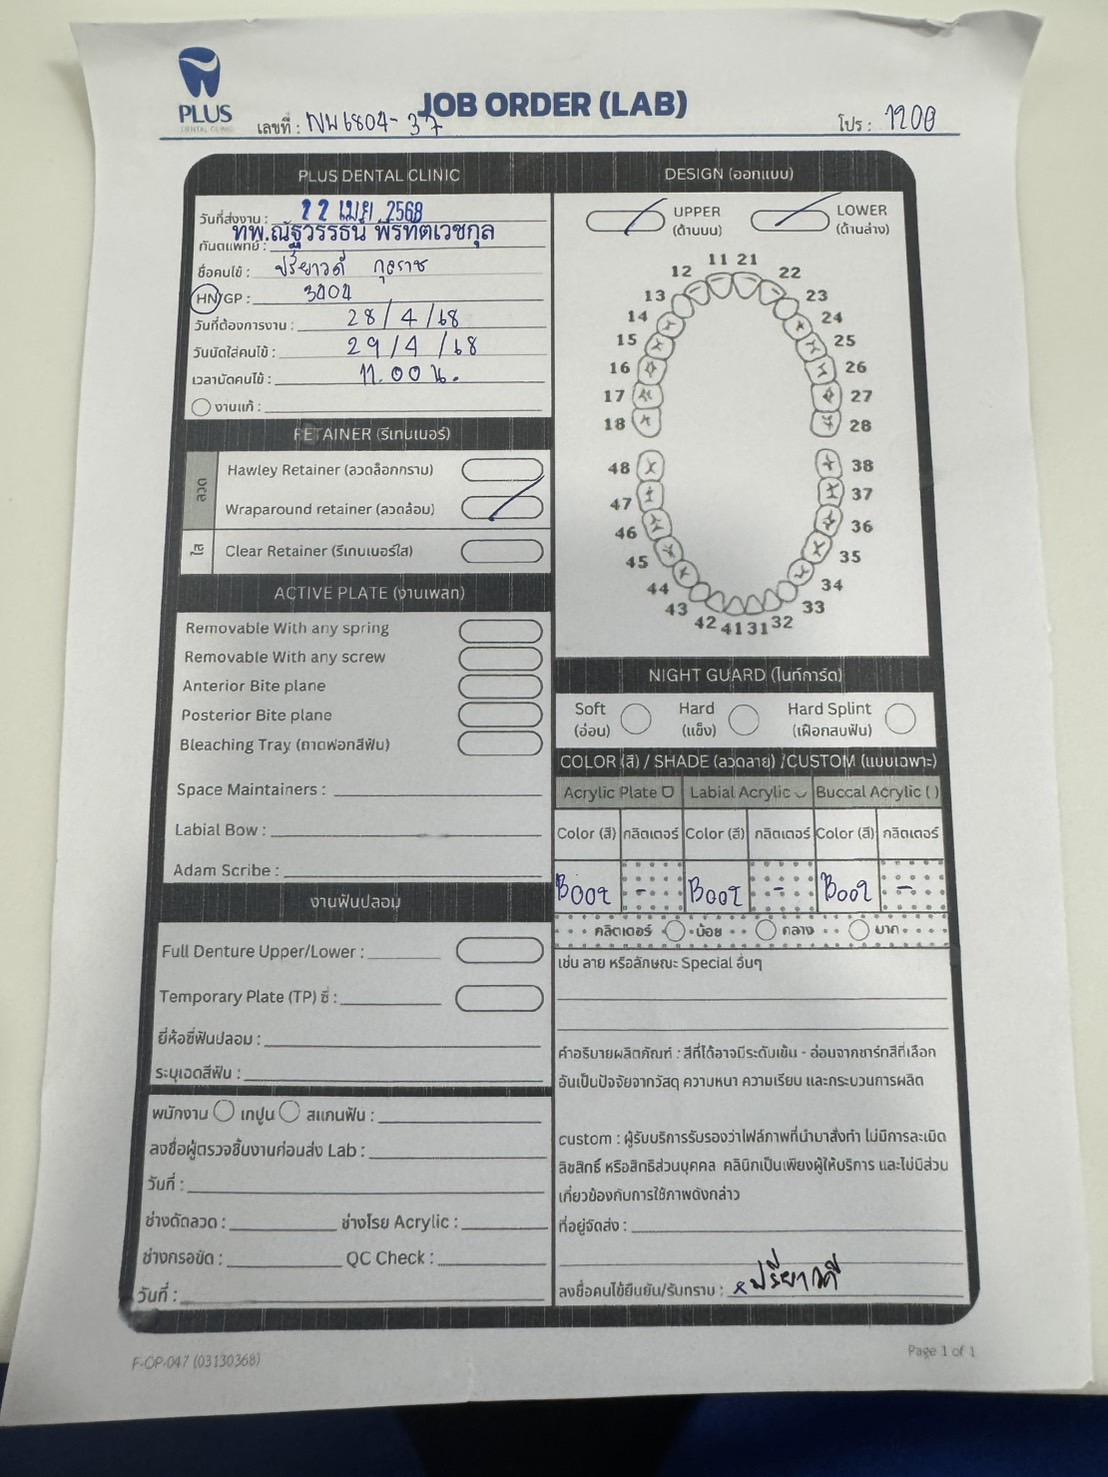 PLUS
DENTAL CLINIC
JOB ORDER (LAB)
เลขที่ : NW6804-37
โปร : 1200
PLUS DENTAL CLINIC
วันที่ส่งงาน : 22 เมย 2568
ทันตแพทย์ : ทพ.ณัฐวรรธน์ พิรทิตเวชกุล
ชื่อคนไข้ : ปรียาวดี กุลราช
HN/GP : 3404
วันที่ต้องการงาน : 28/4/68
วันนัดใส่คนไข้ : 29/4/68
เวลานัดคนไข้ : 11.00 น.
งานแก้ :
RETAINER (รีเทนเนอร์)
ลวด
Hawley Retainer (ลวดล็อกกราม)
Wraparound retainer (ลวดล้อม)
ใส
Clear Retainer (รีเทนเนอร์ใส)
ACTIVE PLATE (งานเพลท)
Removable With any spring
Removable With any screw
Anterior Bite plane
Posterior Bite plane
Bleaching Tray (ถาดฟอกสีฟัน)
Space Maintainers :
Labial Bow :
Adam Scribe :
งานฟันปลอม
Full Denture Upper/Lower :
Temporary Plate (TP) ซี่ :
ยี่ห้อซี่ฟันปลอม :
ระบุเฉดสีฟัน :
พนักงาน เทปูน สแกนฟัน :
ลงชื่อผู้ตรวจชิ้นงานก่อนส่ง Lab :
วันที่ :
ช่างดัดลวด : ช่างโรย Acrylic :
ช่างกรอขัด : QC Check :
วันที่ :
DESIGN (ออกแบบ)
UPPER LOWER
(ด้านบน) (ด้านล่าง)
11 21
12 22
13 23
14 24
15 25
16 26
17 27
18 28
48 38
47 37
46 36
45 35
44 34
43 33
42 41 31 32
NIGHT GUARD (ไนท์การ์ด)
Soft Hard Hard Splint
(อ่อน) (แข็ง) (เฝือกสบฟัน)
COLOR (สี) / SHADE (ลวดลาย) /CUSTOM (แบบเฉพาะ)
Acrylic Plate Labial Acrylic Buccal Acrylic ( )
Color (สี) กลิตเตอร์ Color (สี) กลิตเตอร์ Color (สี) กลิตเตอร์
B002 - B002 - B002 -
กลิตเตอร์ น้อย กลาง มาก
เช่น ลาย หรือลักษณะ Special อื่นๆ
คำอธิบายผลิตภัณฑ์ : สีที่ได้อาจมีระดับเข้ม - อ่อนจากชาร์ทสีที่เลือก
อันเป็นปัจจัยจากวัสดุ ความหนา ความเรียบ และกระบวนการผลิต
custom : ผู้รับบริการรับรองว่าไฟล์ภาพที่นำมาสั่งทำ ไม่มีการละเมิด
ลิขสิทธิ์ หรือสิทธิส่วนบุคคล คลินิกเป็นเพียงผู้ให้บริการ และไม่มีส่วน
เกี่ยวข้องกับการใช้ภาพดังกล่าว
ที่อยู่จัดส่ง :
ลงชื่อคนไข้ยืนยัน/รับทราบ : x ปรียาวดี
F-OP-047 (03130368)
Page 1 of 1